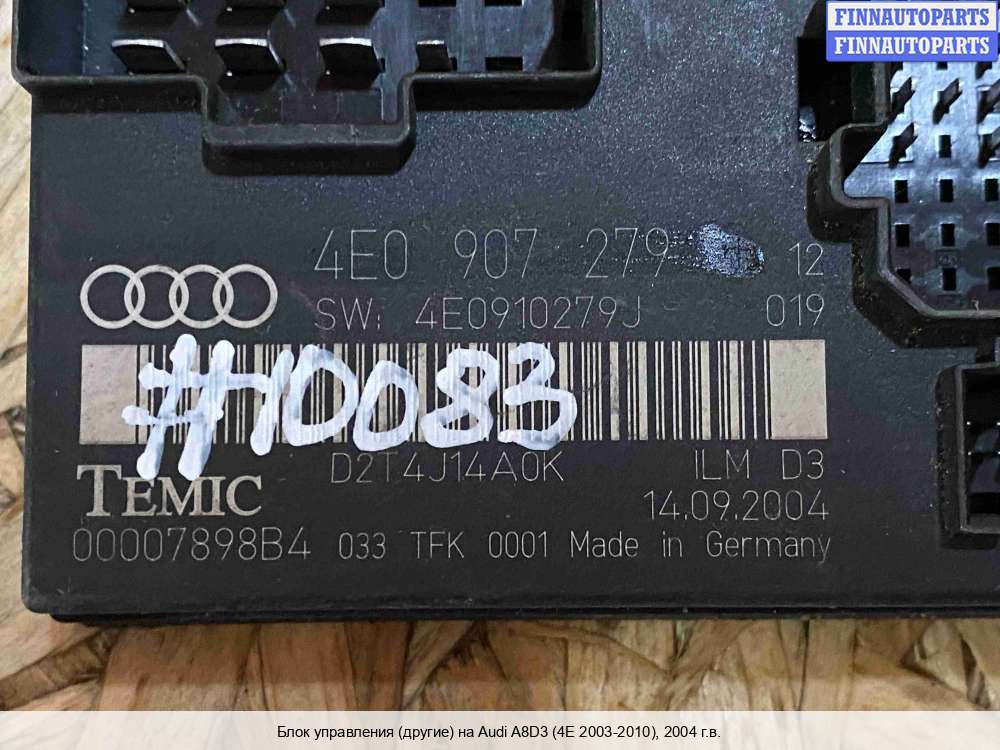 FINNAUTOPARTS
FINNAUTOPARTS
4E0 907 279 12
SW: 4E0910279J 019
#10083
D2T4J14A0K ILM D3
TEMIC 14.09.2004
00007898B4 033 TFK 0001 Made in Germany
Блок управления (другие) на Audi A8D3 (4E 2003-2010), 2004 г.в.